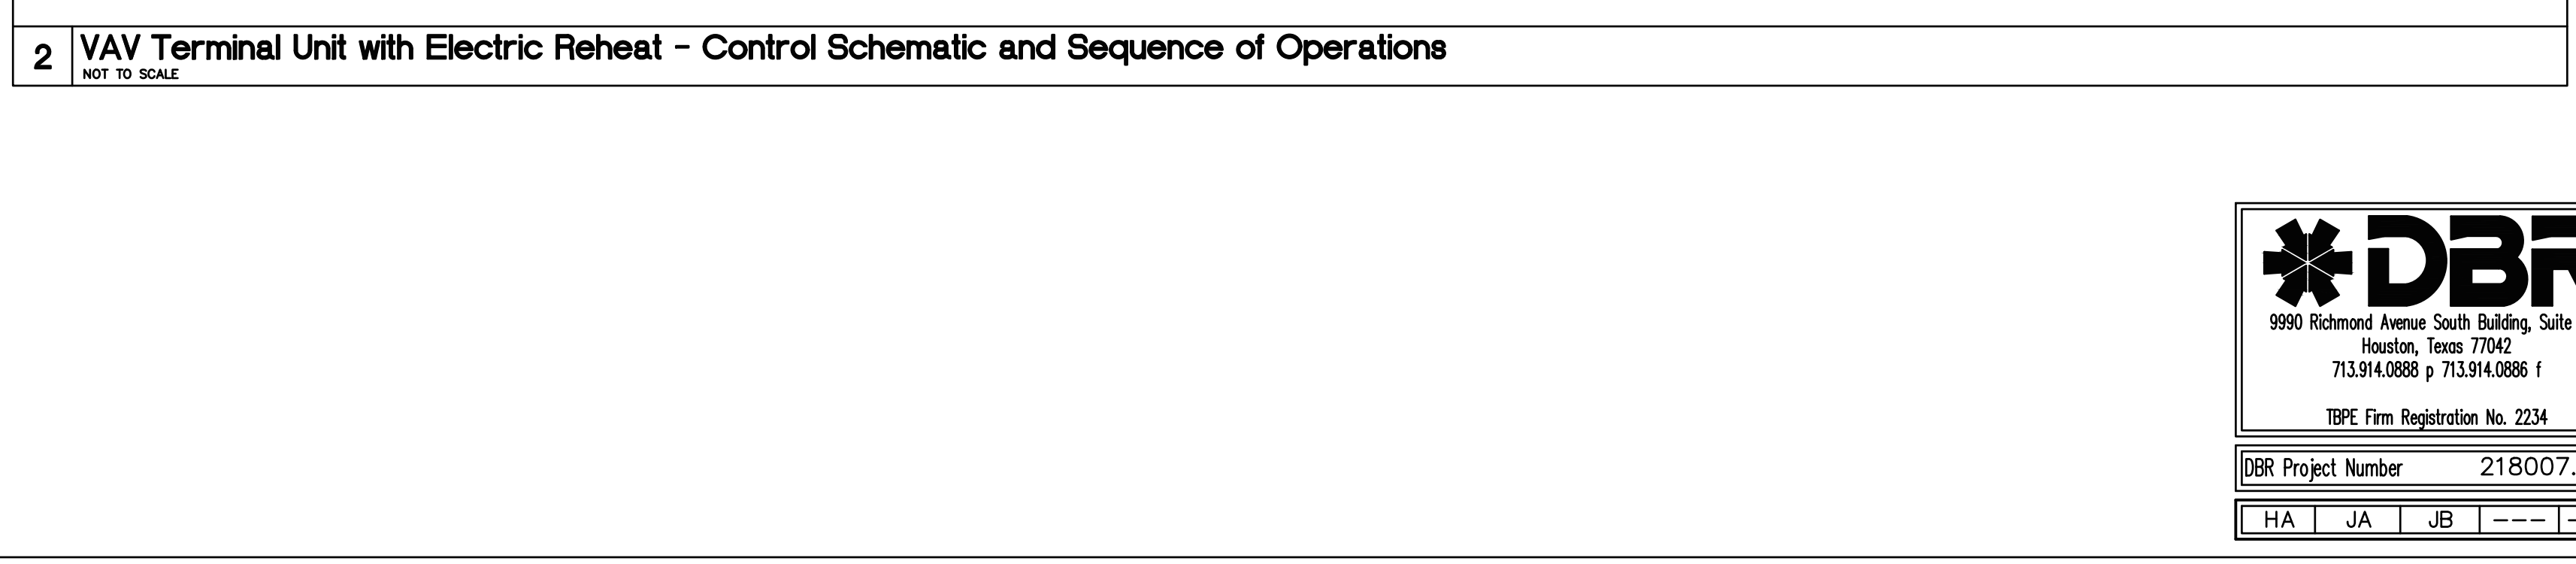 2 VAV Terminal Unit with Electric Reheat - Control Schematic and Sequence of Operations
NOT TO SCALE
DBR
9990 Richmond Avenue South Building, Suite
Houston, Texas 77042
713.914.0888 p 713.914.0886 f
TBPE Firm Registration No. 2234
DBR Project Number 218007.
HA JA JB ---